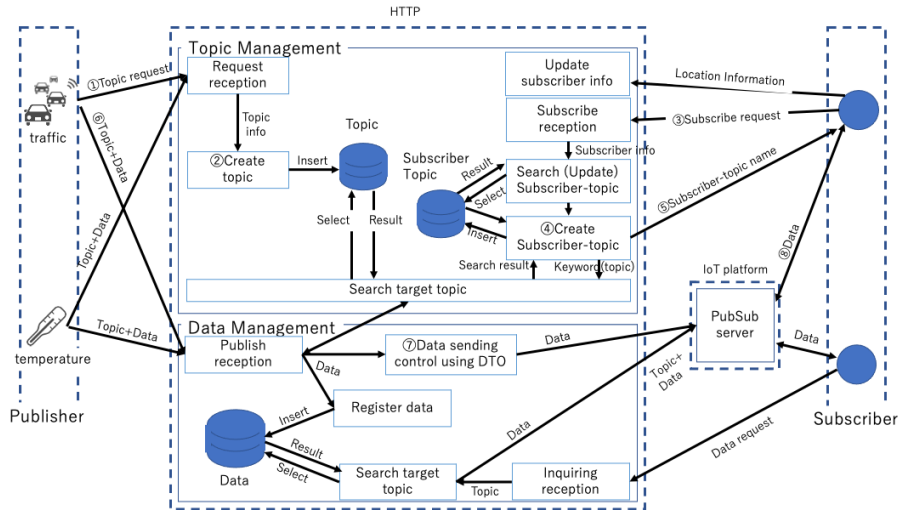 HTTP
Topic Management
Request
reception
Update
subscriber info
Location Information
①Topic request
traffic
Topic
info
Subscribe
reception
③Subscribe request
⑥Topic+Data
Topic
Subscriber info
②Create
topic
Insert
Subscriber
Topic
Result
Select
Search (Update)
Subscriber-topic
⑤Subscriber-topic name
Select
Result
Insert
④Create
Subscriber-topic
Topic+Data
Search result
Keyword(topic)
⑧Data
Search target topic
IoT platform
PubSub
server
temperature
Topic+Data
Data Management
Publish
reception
⑦Data sending
control using DTO
Data
Data
Data
Topic+
Data
Register data
Publisher
Subscriber
Insert
Data
Data request
Result
Select
Data
Search target
topic
Topic
Inquiring
reception